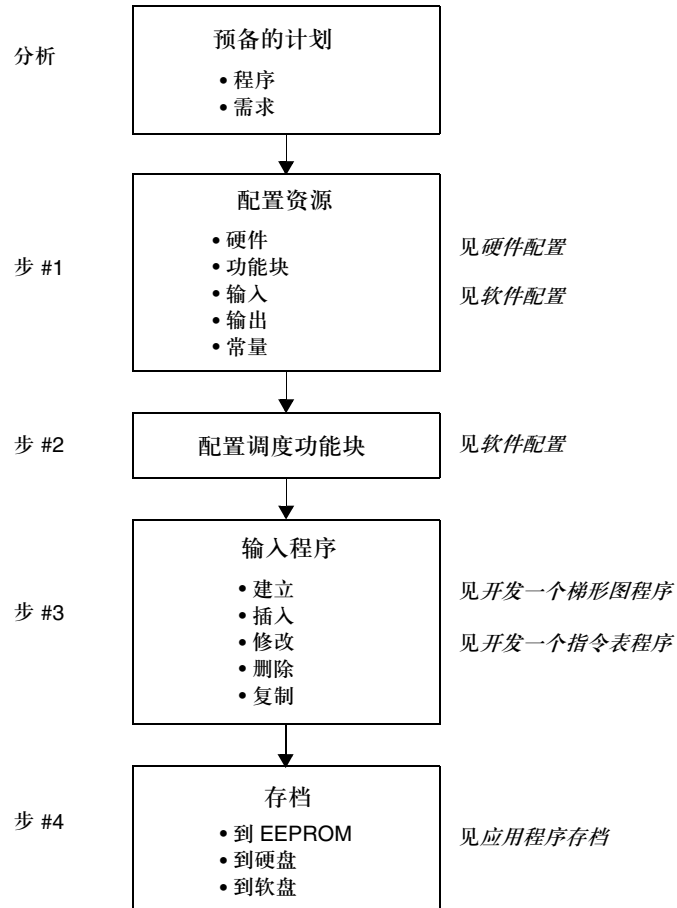 分析
预备的计划
• 程序
• 需求
步 #1
配置资源
• 硬件
• 功能块
• 输入
• 输出
• 常量
见硬件配置
见软件配置
步 #2
配置调度功能块
见软件配置
步 #3
输入程序
• 建立
• 插入
• 修改
• 删除
• 复制
见开发一个梯形图程序
见开发一个指令表程序
步 #4
存档
• 到 EEPROM
• 到硬盘
• 到软盘
见应用程序存档